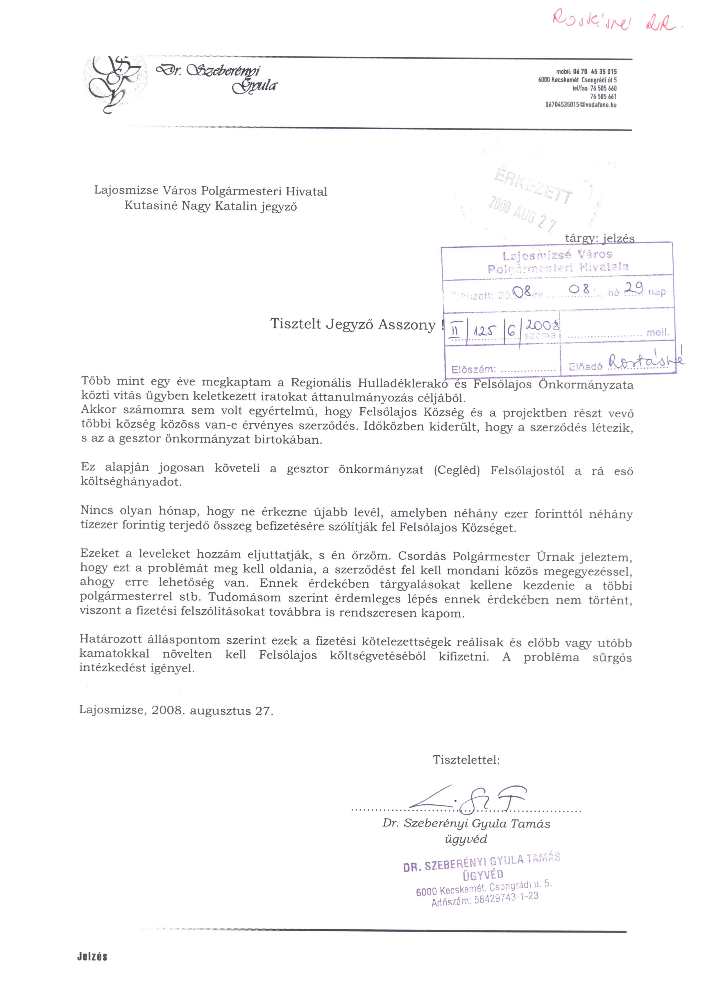 RR.
Dr. Szeberényi
Gyula
mobil: 06 70 45 35 015
6000 Kecskemét Csongrádi út 5
tel/fax: 76 505 660
76 505 661
06704535015@vodafone.hu
Lajosmizse Város Polgármesteri Hivatal
Kutasiné Nagy Katalin jegyző
ÉRKEZETT
2008 AUG 27
tárgy: jelzés
Lajosmizse Város
Polgármesteri Hivatala
Érkezett: 2008 év 08. hó 29 nap
Tisztelt Jegyző Asszony !
II/125/6/2008
száma
mell.
Előszám:
Előadó Rostásné
Több mint egy éve megkaptam a Regionális Hulladéklerakó és Felsőlajos Önkormányzata
közti vitás ügyben keletkezett iratokat áttanulmányozás céljából.
Akkor számomra sem volt egyértelmű, hogy Felsőlajos Község és a projektben részt vevő
többi község közöss van-e érvényes szerződés. Időközben kiderült, hogy a szerződés létezik,
s az a gesztor önkormányzat birtokában.
Ez alapján jogosan követeli a gesztor önkormányzat (Cegléd) Felsőlajostól a rá eső
költséghányadot.
Nincs olyan hónap, hogy ne érkezne újabb levél, amelyben néhány ezer forinttól néhány
tízezer forintig terjedő összeg befizetésére szólítják fel Felsőlajos Községet.
Ezeket a leveleket hozzám eljuttatják, s én őrzöm. Csordás Polgármester Úrnak jeleztem,
hogy ezt a problémát meg kell oldania, a szerződést fel kell mondani közös megegyezéssel,
ahogy erre lehetőség van. Ennek érdekében tárgyalásokat kellene kezdenie a többi
polgármesterrel stb. Tudomásom szerint érdemleges lépés ennek érdekében nem történt,
viszont a fizetési felszólításokat továbbra is rendszeresen kapom.
Határozott álláspontom szerint ezek a fizetési kötelezettségek reálisak és előbb vagy utóbb
kamatokkal növelten kell Felsőlajos költségvetéséből kifizetni. A probléma sürgős
intézkedést igényel.
Lajosmizse, 2008. augusztus 27.
Tisztelettel:
Dr. Szeberényi Gyula Tamás
ügyvéd
DR. SZEBERÉNYI GYULA TAMÁS
ÜGYVÉD
6000 Kecskemét, Csongrádi u. 5.
Adószám: 58429743-1-23
Jelzés